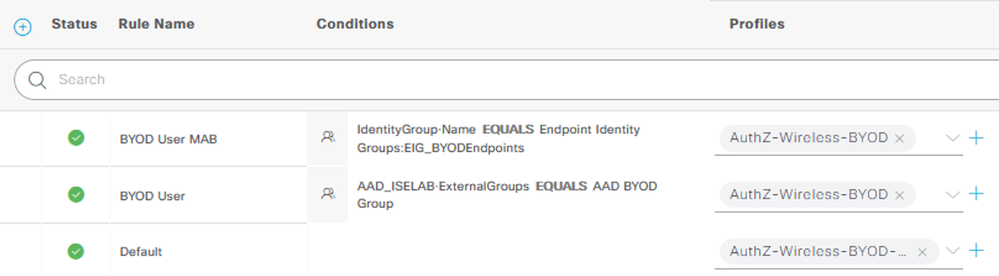 Status Rule Name Conditions Profiles
Search
BYOD User MAB
IdentityGroup·Name EQUALS Endpoint Identity
Groups:EIG_BYODEndpoints
AuthZ-Wireless-BYOD
BYOD User
AAD_ISELAB·ExternalGroups EQUALS AAD BYOD
Group
AuthZ-Wireless-BYOD
Default
AuthZ-Wireless-BYOD-...